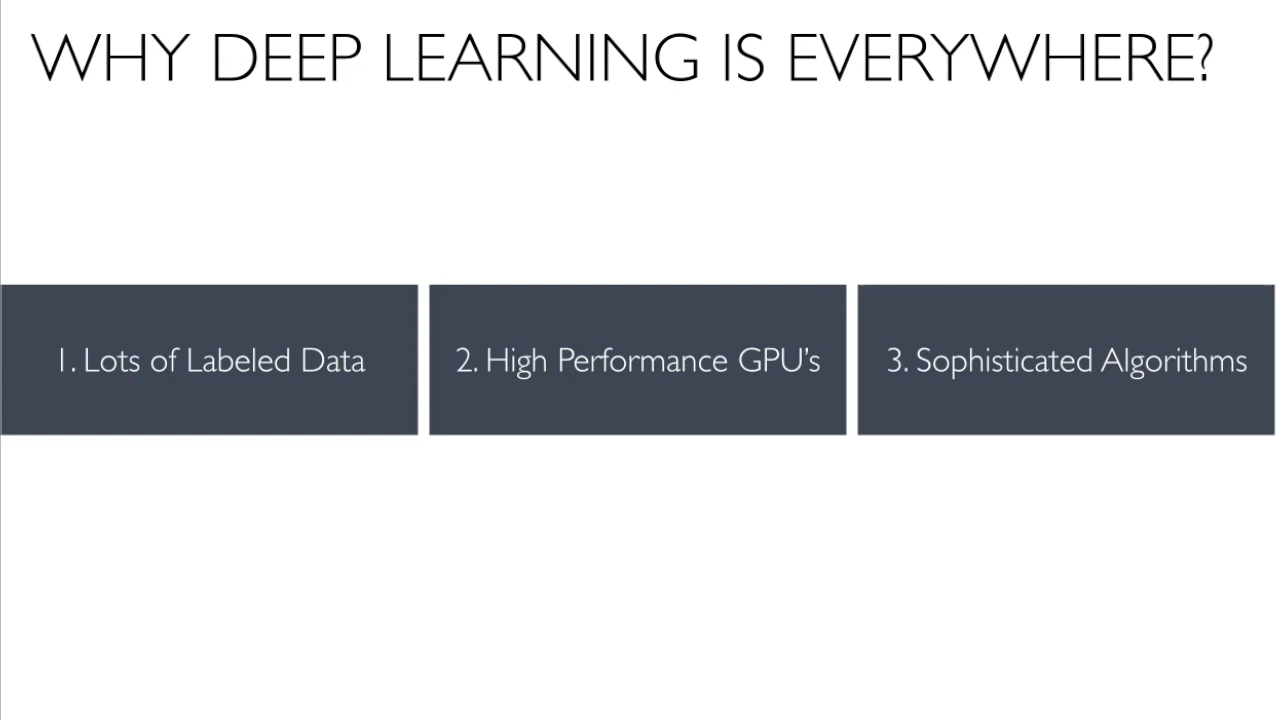 WHY DEEP LEARNING IS EVERYWHERE?
1. Lots of Labeled Data
2. High Performance GPU's
3. Sophisticated Algorithms